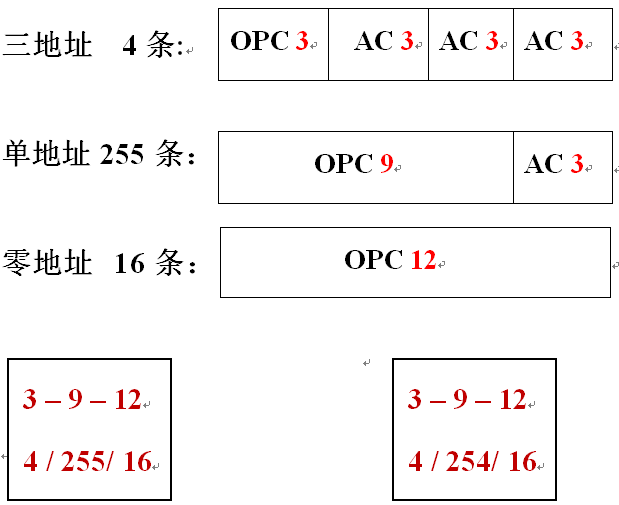 三地址 4 条: OPC 3 AC 3 AC 3 AC 3
单地址 255 条： OPC 9 AC 3
零地址 16 条： OPC 12
3 – 9 – 12 3 – 9 – 12
4 / 255/ 16 4 / 254/ 16